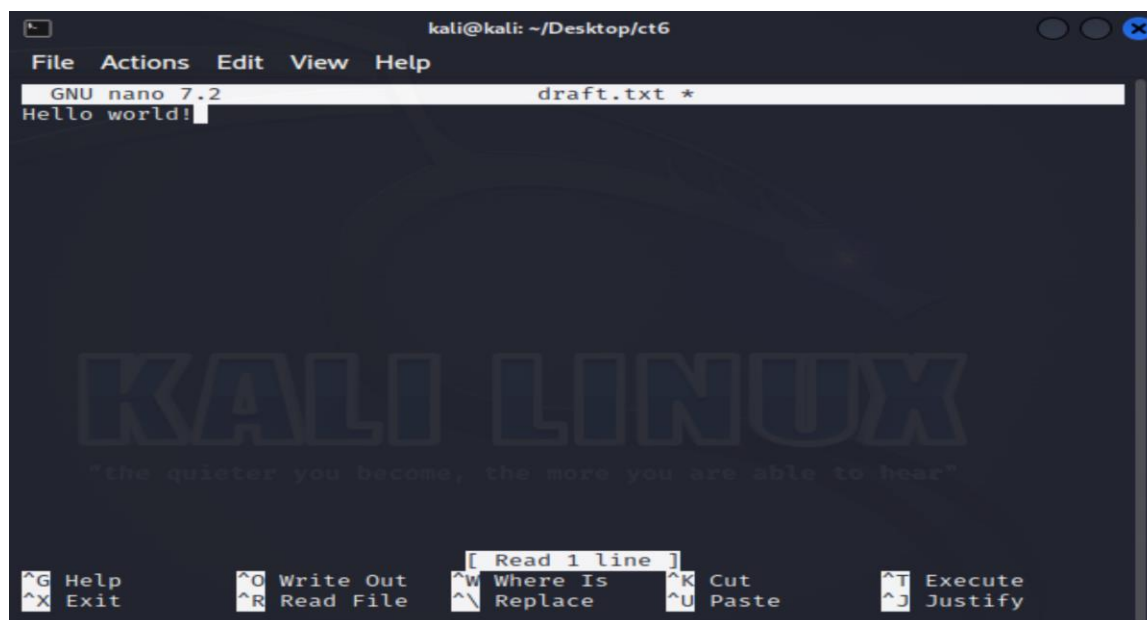 kali@kali: ~/Desktop/ct6
File Actions Edit View Help
GNU nano 7.2 draft.txt *
Hello world!
KALI LINUX
"the quieter you become, the more you are able to hear"
[ Read 1 line ]
^G Help ^O Write Out ^W Where Is ^K Cut ^T Execute
^X Exit ^R Read File ^\ Replace ^U Paste ^J Justify